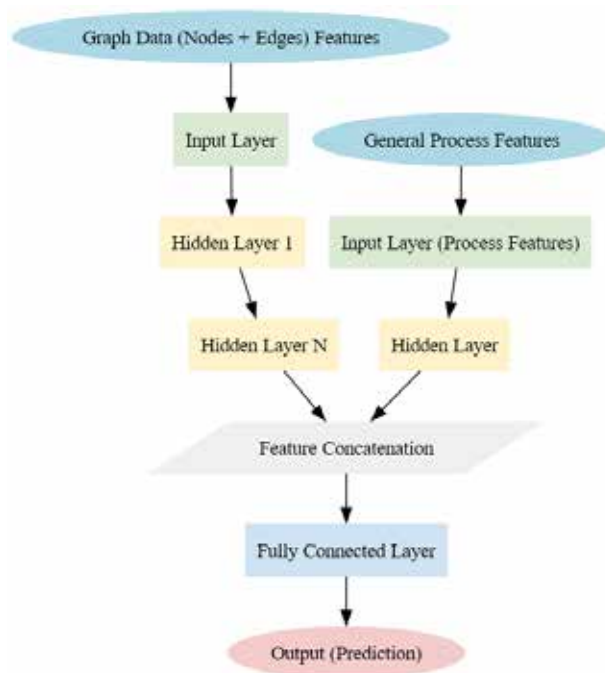 Graph Data (Nodes + Edges) Features
Input Layer
General Process Features
Hidden Layer 1
Input Layer (Process Features)
Hidden Layer N
Hidden Layer
Feature Concatenation
Fully Connected Layer
Output (Prediction)